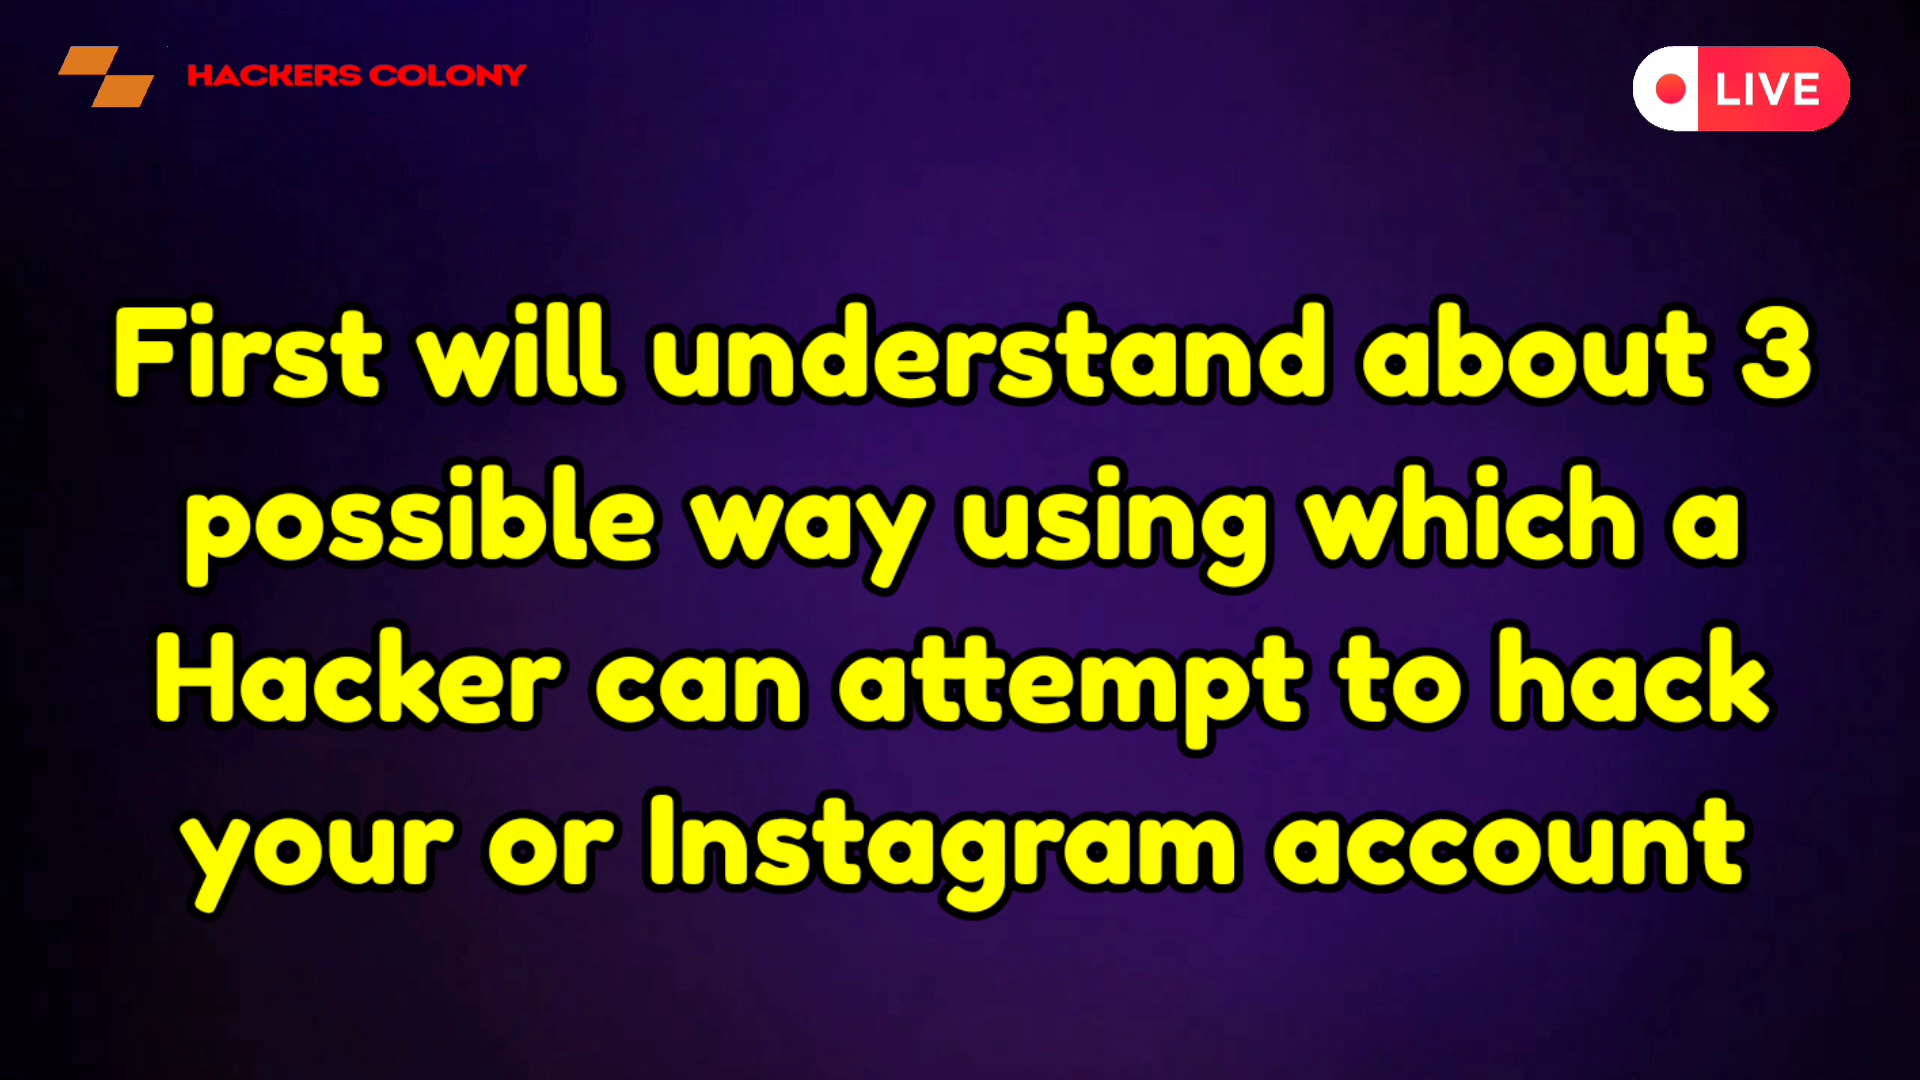 HACKERS COLONY
LIVE
First will understand about 3
possible way using which a
Hacker can attempt to hack
your or Instagram account